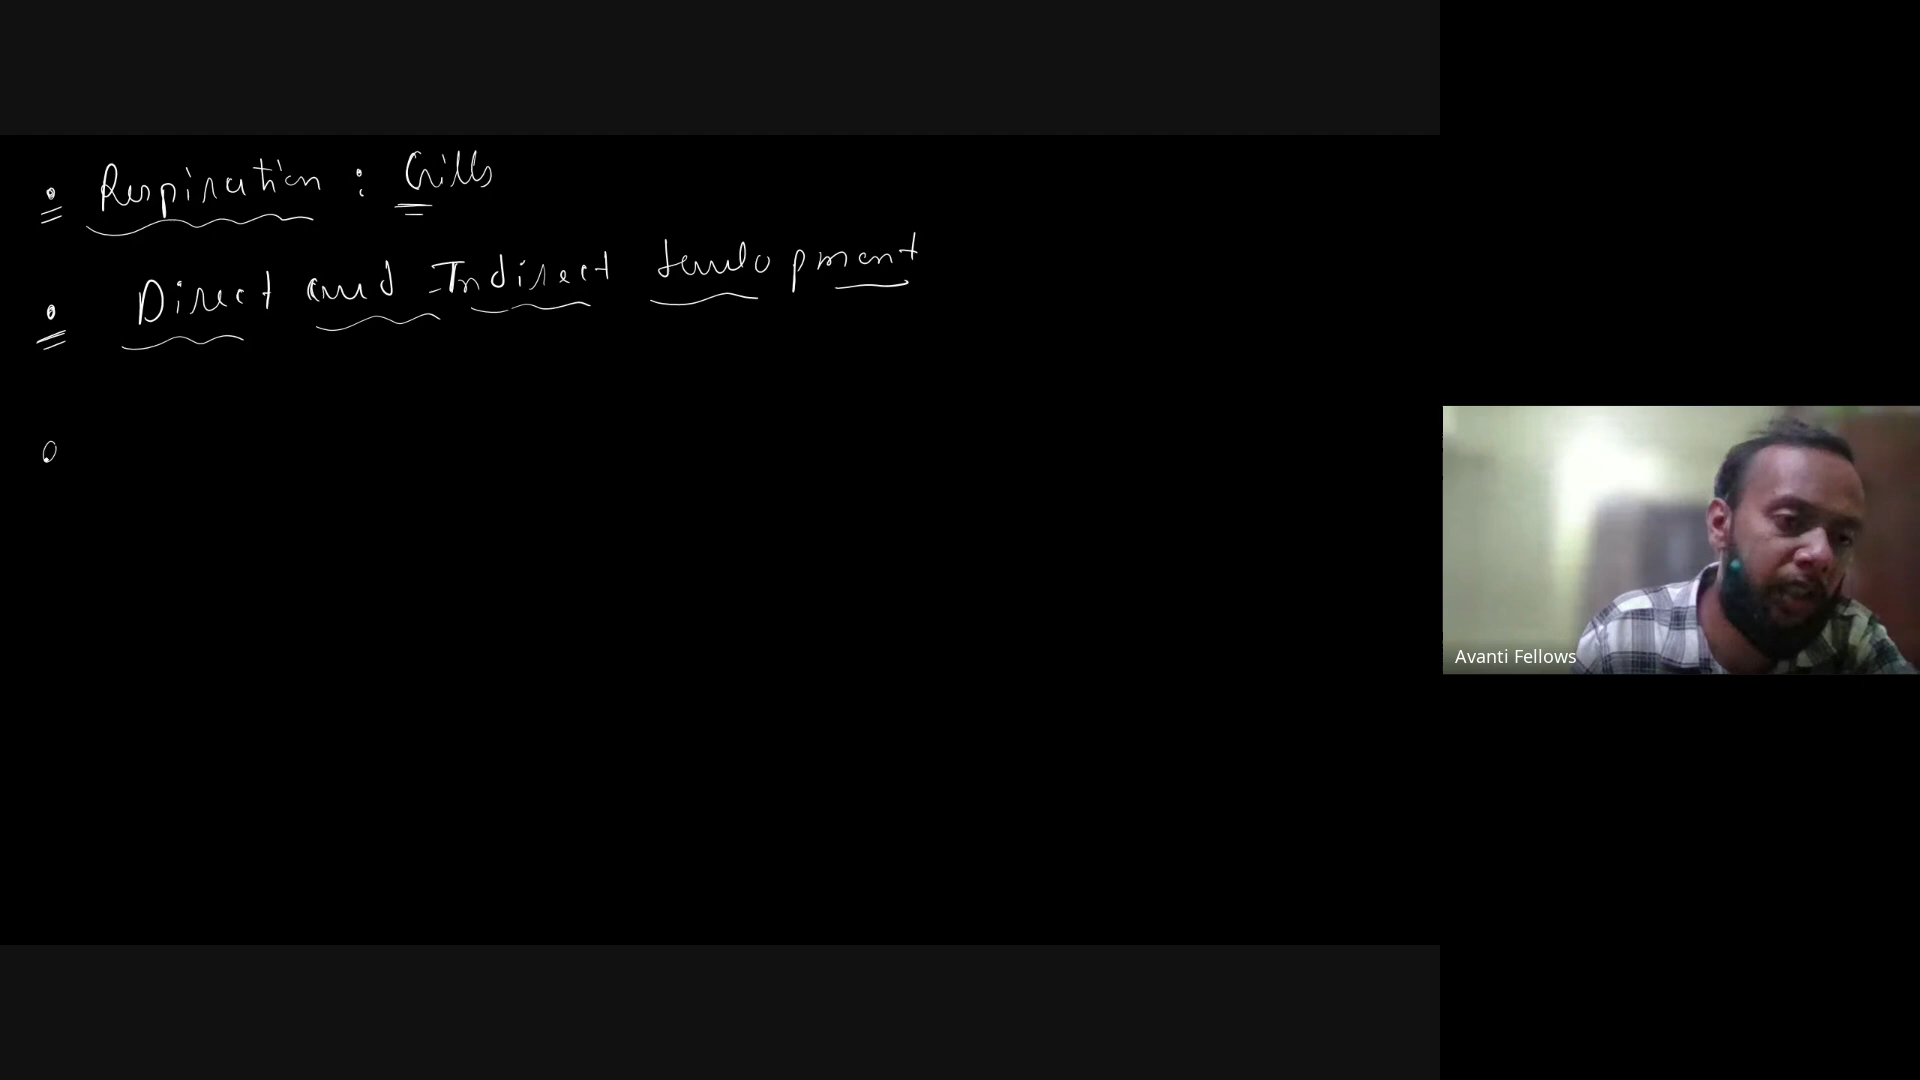 Respiration : Gills
Direct and Indirect development
Avanti Fellows